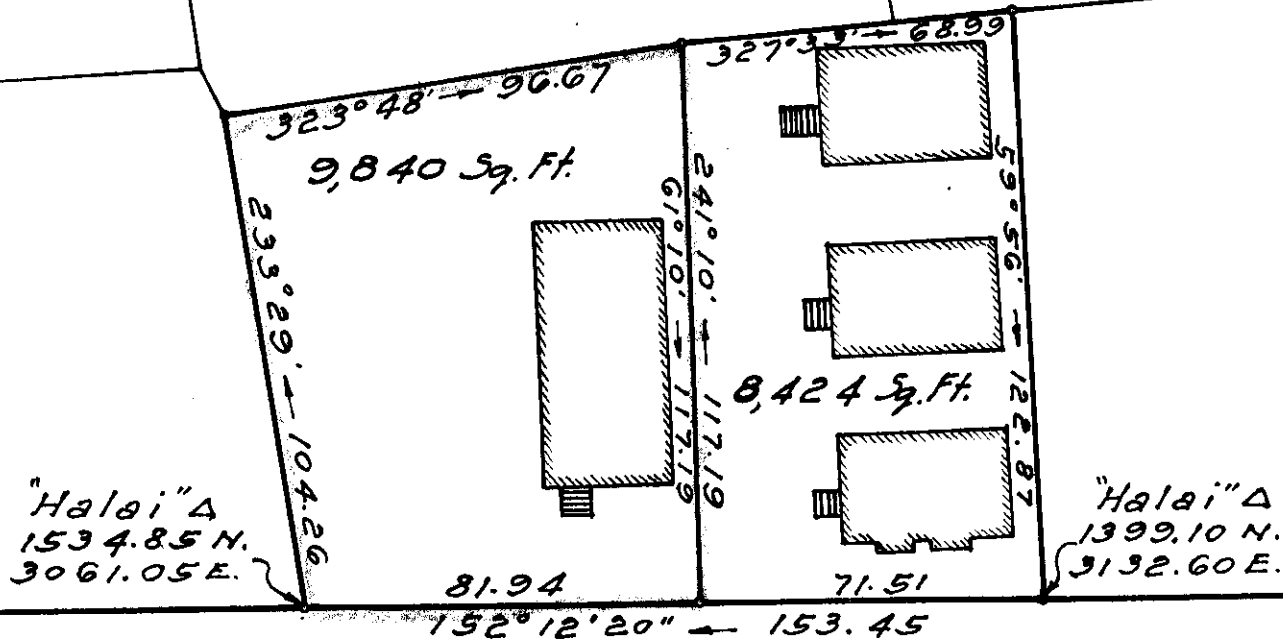 327°33' → 68.99
323°48' → 96.67
9,840 Sq. Ft.
233°29' ← 104.26
61°10' → 117.19
241°10' ← 117.19
59°56' → 122.87
8,424 Sq. Ft.
"Halai" Δ
1534.85 N.
3061.05 E.
"Halai" Δ
1399.10 N.
3132.60 E.
81.94
71.51
152°12'20" ← 153.45